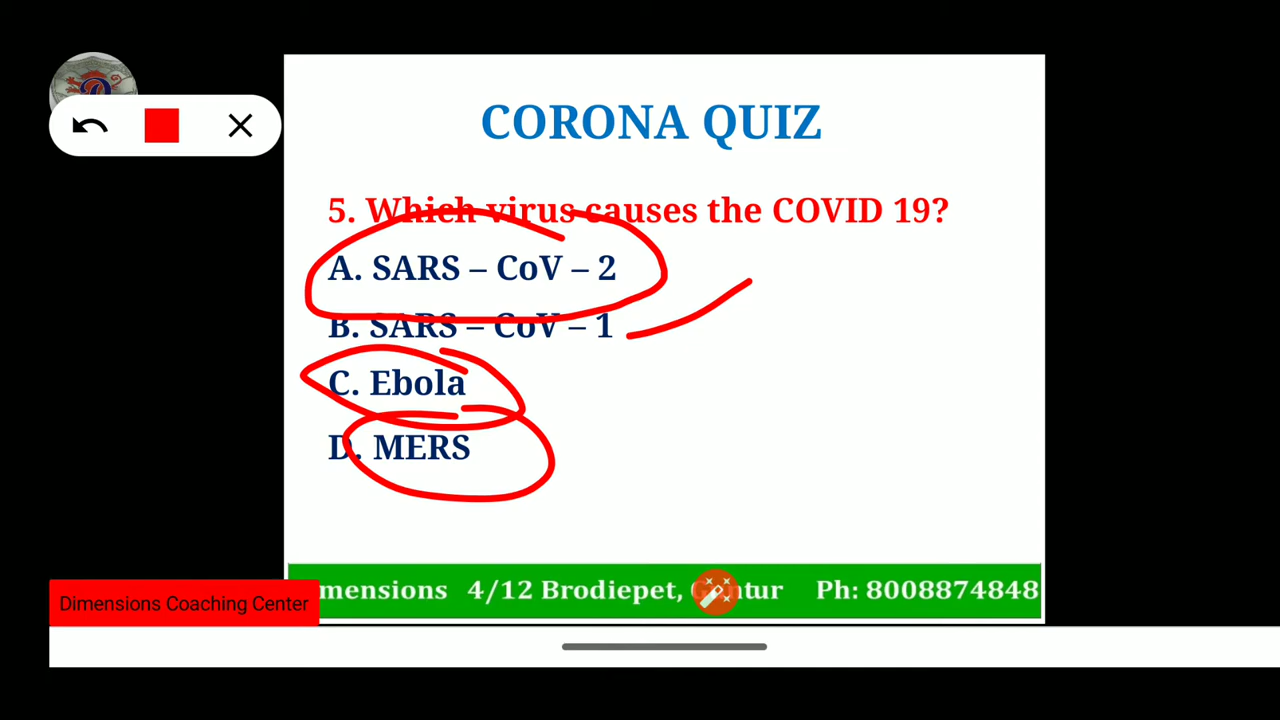 CORONA QUIZ
5. Which virus causes the COVID 19?
A. SARS – CoV – 2
B. SARS – CoV – 1
C. Ebola
D. MERS
mensions 4/12 Brodiepet, Ph: 8008874848
Dimensions Coaching Center